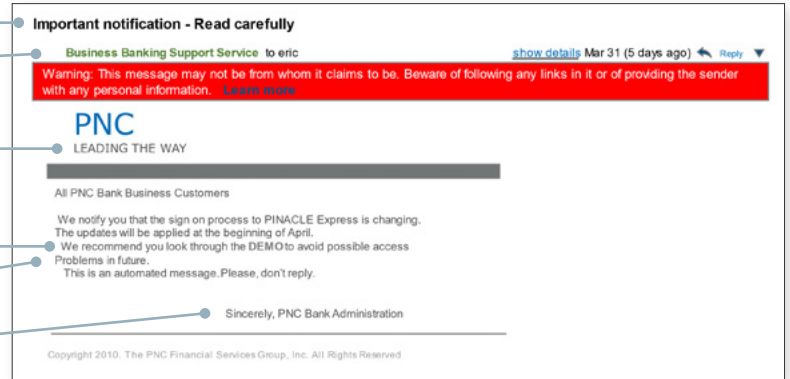 Important notification - Read carefully
Business Banking Support Service to eric show details Mar 31 (5 days ago) Reply
Warning: This message may not be from whom it claims to be. Beware of following any links in it or of providing the sender
with any personal information. Learn more
PNC
LEADING THE WAY
All PNC Bank Business Customers
We notify you that the sign on process to PINACLE Express is changing.
The updates will be applied at the beginning of April.
We recommend you look through the DEMO to avoid possible access
Problems in future.
This is an automated message.Please, don't reply.
Sincerely, PNC Bank Administration
Copyright 2010. The PNC Financial Services Group, Inc. All Rights Reserved